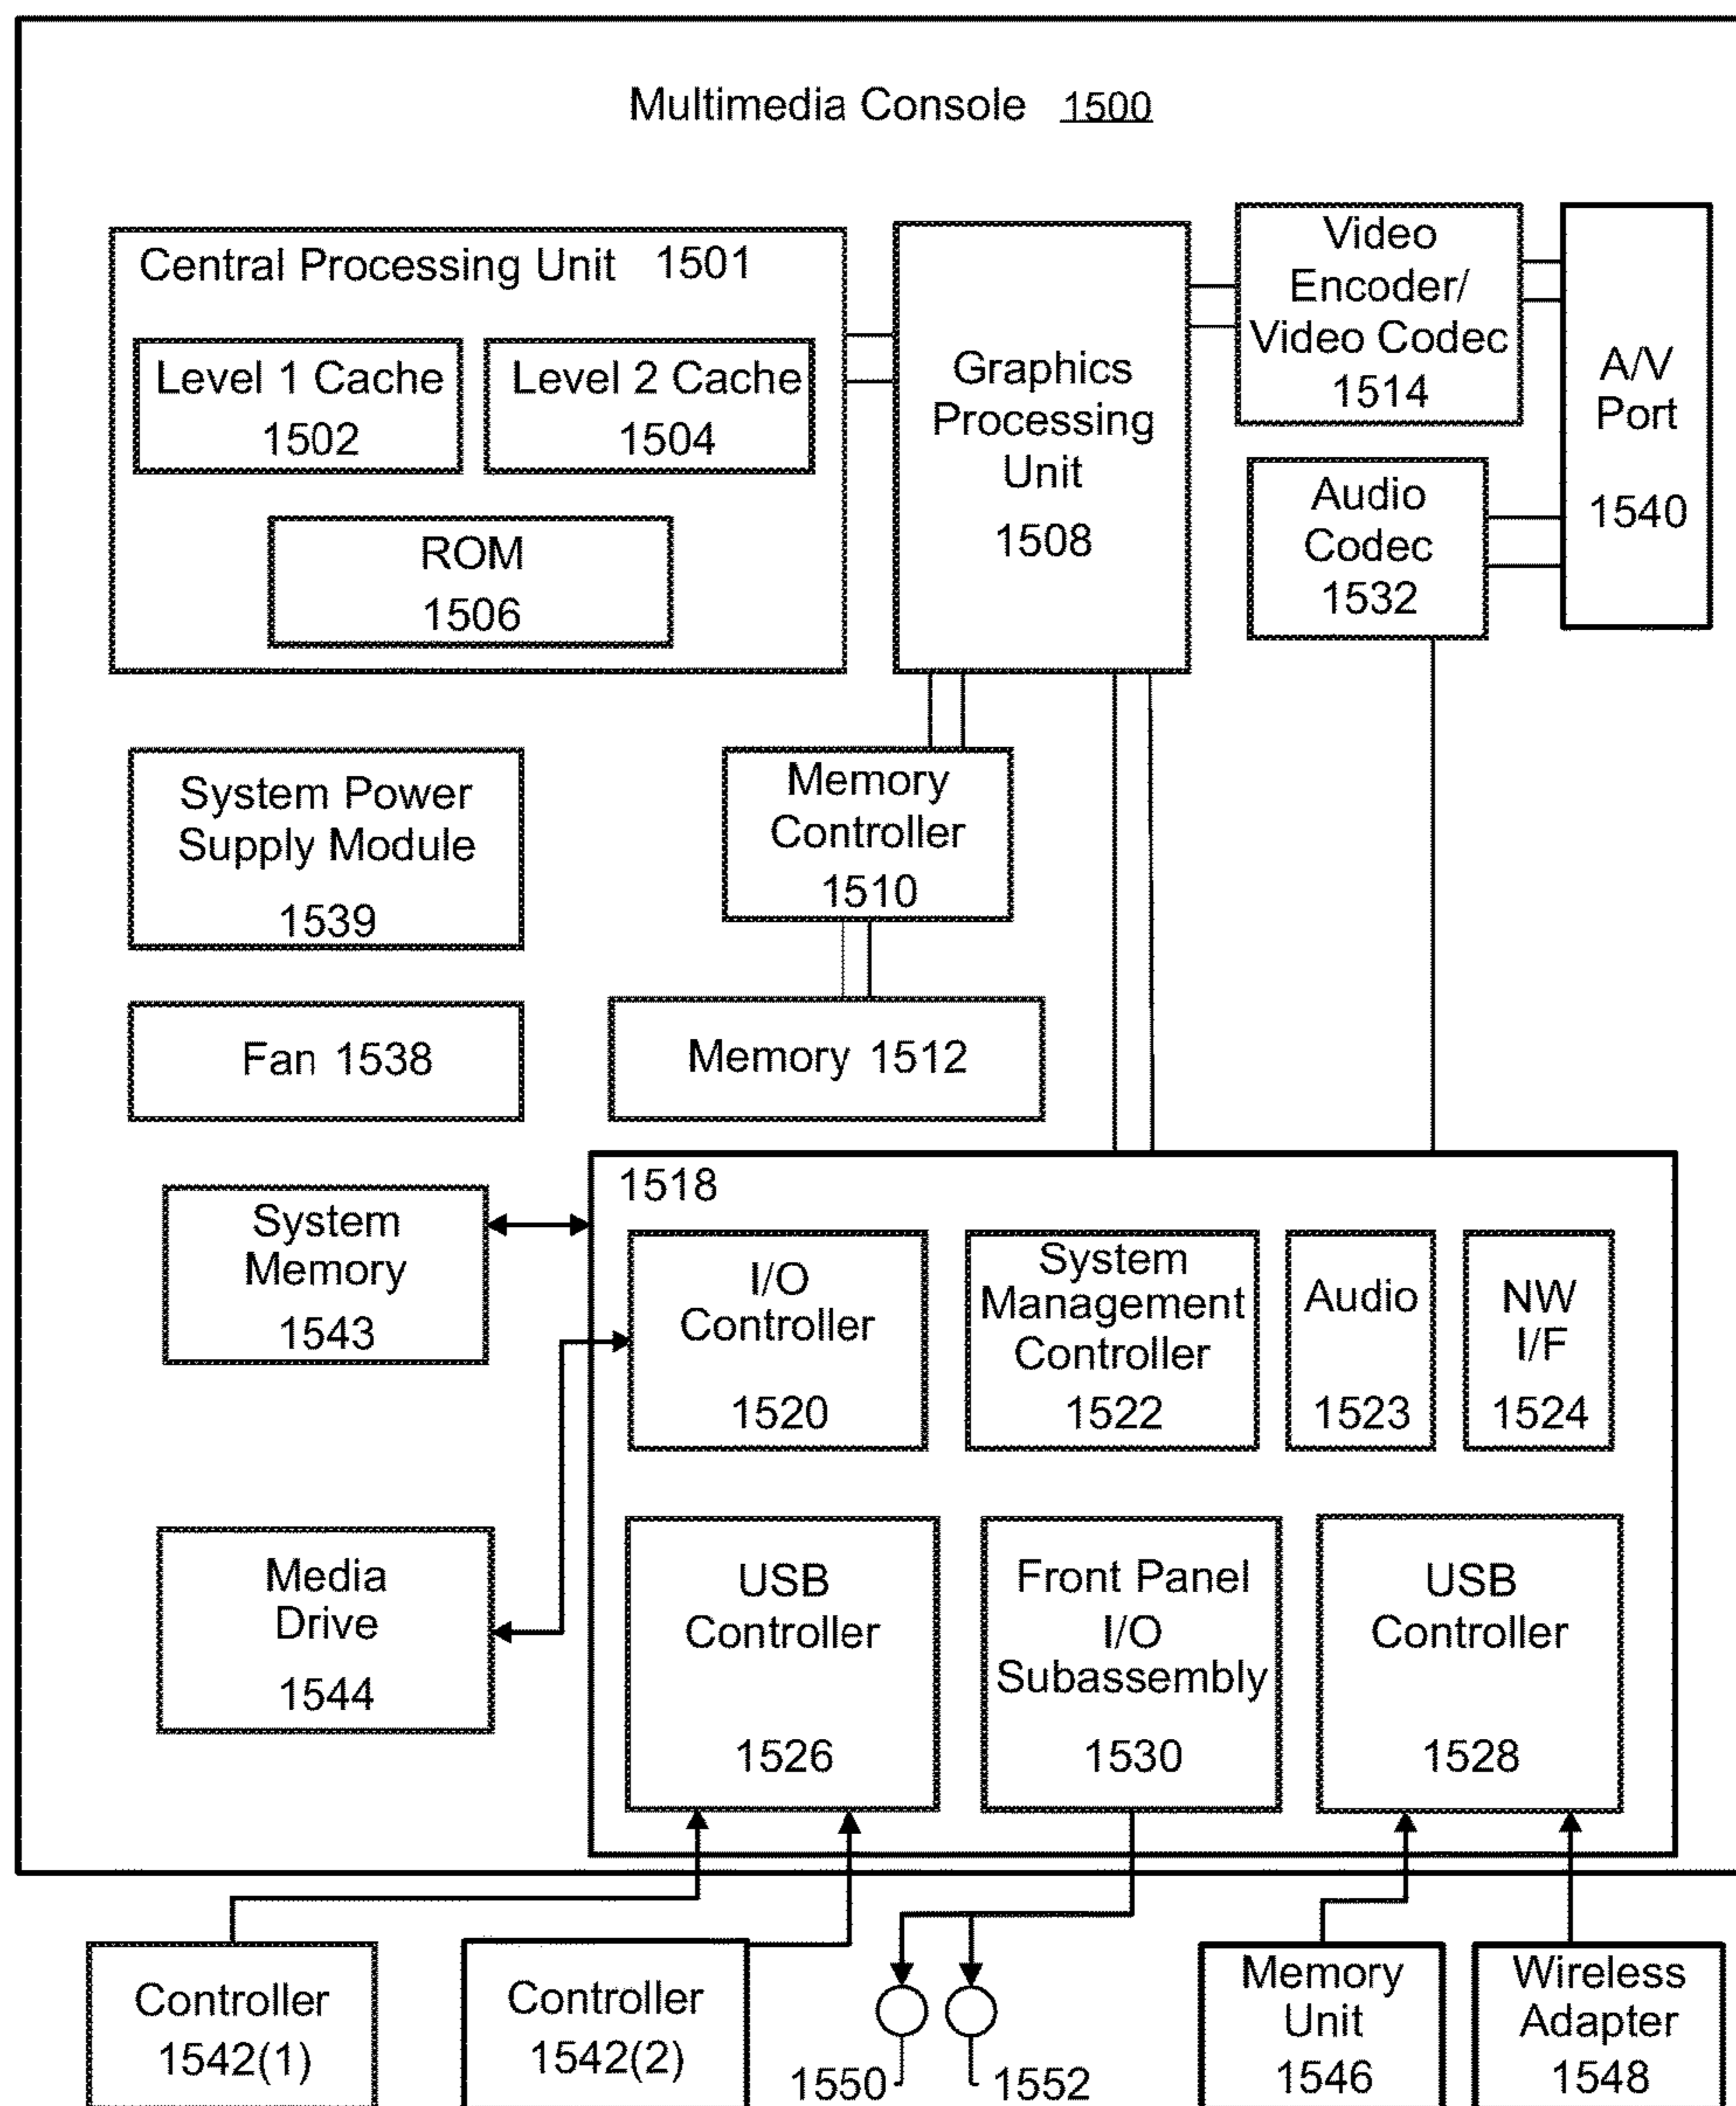 Multimedia Console 1500
Central Processing Unit 1501
Level 1 Cache
1502
Level 2 Cache
1504
ROM
1506
Graphics
Processing
Unit
1508
Video
Encoder/
Video Codec
1514
A/V
Port
1540
Audio
Codec
1532
System Power
Supply Module
1539
Memory
Controller
1510
Fan 1538
Memory 1512
1518
System
Memory
1543
I/O
Controller
1520
System
Management
Controller
1522
Audio
1523
NW
I/F
1524
Media
Drive
1544
USB
Controller
1526
Front Panel
I/O
Subassembly
1530
USB
Controller
1528
Controller
1542(1)
Controller
1542(2)
1550
1552
Memory
Unit
1546
Wireless
Adapter
1548